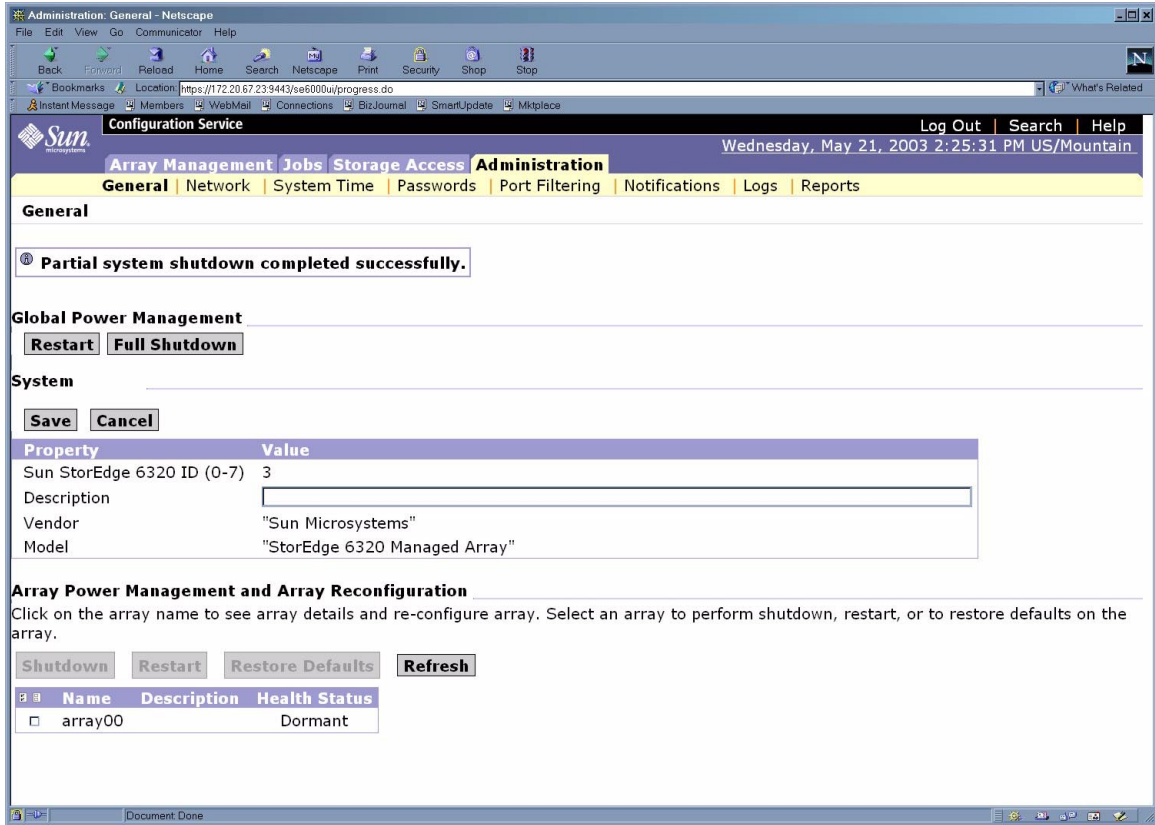 Administration: General - Netscape
File Edit View Go Communicator Help
Back Forward Reload Home Search Netscape Print Security Shop Stop
My
N
Bookmarks Location: https://172.20.67.23:9443/se6000ui/progress.do What's Related
Instant Message Members WebMail Connections BizJournal SmartUpdate Mktplace
Sun microsystems
Configuration Service
Log Out | Search | Help
Wednesday, May 21, 2003 2:25:31 PM US/Mountain
Array Management Jobs Storage Access Administration
General | Network | System Time | Passwords | Port Filtering | Notifications | Logs | Reports
General
Partial system shutdown completed successfully.
Global Power Management
Restart Full Shutdown
System
Save Cancel
Property Value
Sun StorEdge 6320 ID (0-7) 3
Description
Vendor "Sun Microsystems"
Model "StorEdge 6320 Managed Array"
Array Power Management and Array Reconfiguration
Click on the array name to see array details and re-configure array. Select an array to perform shutdown, restart, or to restore defaults on the
array.
Shutdown Restart Restore Defaults Refresh
Name Description Health Status
array00 Dormant
Document Done